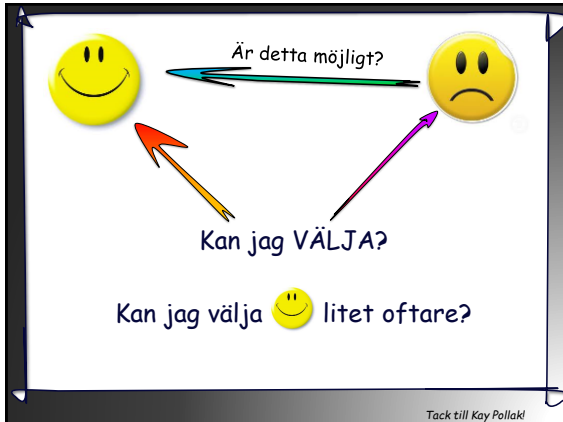 Är detta möjligt?
Kan jag VÄLJA?
Kan jag välja litet oftare?
Tack till Kay Pollak!